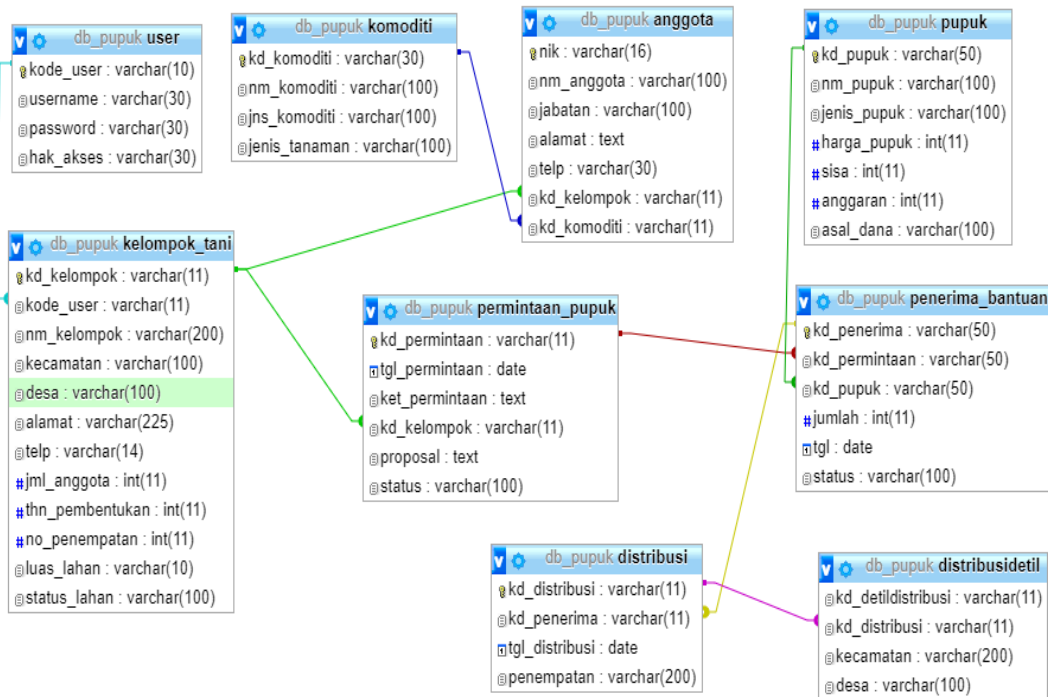 db_pupuk user
kode_user : varchar(10)
username : varchar(30)
password : varchar(30)
hak_akses : varchar(30)
db_pupuk komoditi
kd_komoditi : varchar(30)
nm_komoditi : varchar(100)
jns_komoditi : varchar(100)
jenis_tanaman : varchar(100)
db_pupuk anggota
nik : varchar(16)
nm_anggota : varchar(100)
jabatan : varchar(100)
alamat : text
telp : varchar(30)
kd_kelompok : varchar(11)
kd_komoditi : varchar(11)
db_pupuk pupuk
kd_pupuk : varchar(50)
nm_pupuk : varchar(100)
jenis_pupuk : varchar(100)
#harga_pupuk : int(11)
#sisa : int(11)
#anggaran : int(11)
asal_dana : varchar(100)
db_pupuk kelompok_tani
kd_kelompok : varchar(11)
kode_user : varchar(11)
nm_kelompok : varchar(200)
kecamatan : varchar(100)
desa : varchar(100)
alamat : varchar(225)
telp : varchar(14)
#jml_anggota : int(11)
#thn_pembentukan : int(11)
#no_penempatan : int(11)
luas_lahan : varchar(10)
status_lahan : varchar(100)
db_pupuk permintaan_pupuk
kd_permintaan : varchar(11)
tgl_permintaan : date
ket_permintaan : text
kd_kelompok : varchar(11)
proposal : text
status : varchar(100)
db_pupuk penerima_bantuan
kd_penerima : varchar(50)
kd_permintaan : varchar(50)
kd_pupuk : varchar(50)
#jumlah : int(11)
tgl : date
status : varchar(100)
db_pupuk distribusi
kd_distribusi : varchar(11)
kd_penerima : varchar(11)
tgl_distribusi : date
penempatan : varchar(200)
db_pupuk distribusidetil
kd_detildistribusi : varchar(11)
kd_distribusi : varchar(11)
kecamatan : varchar(200)
desa : varchar(100)